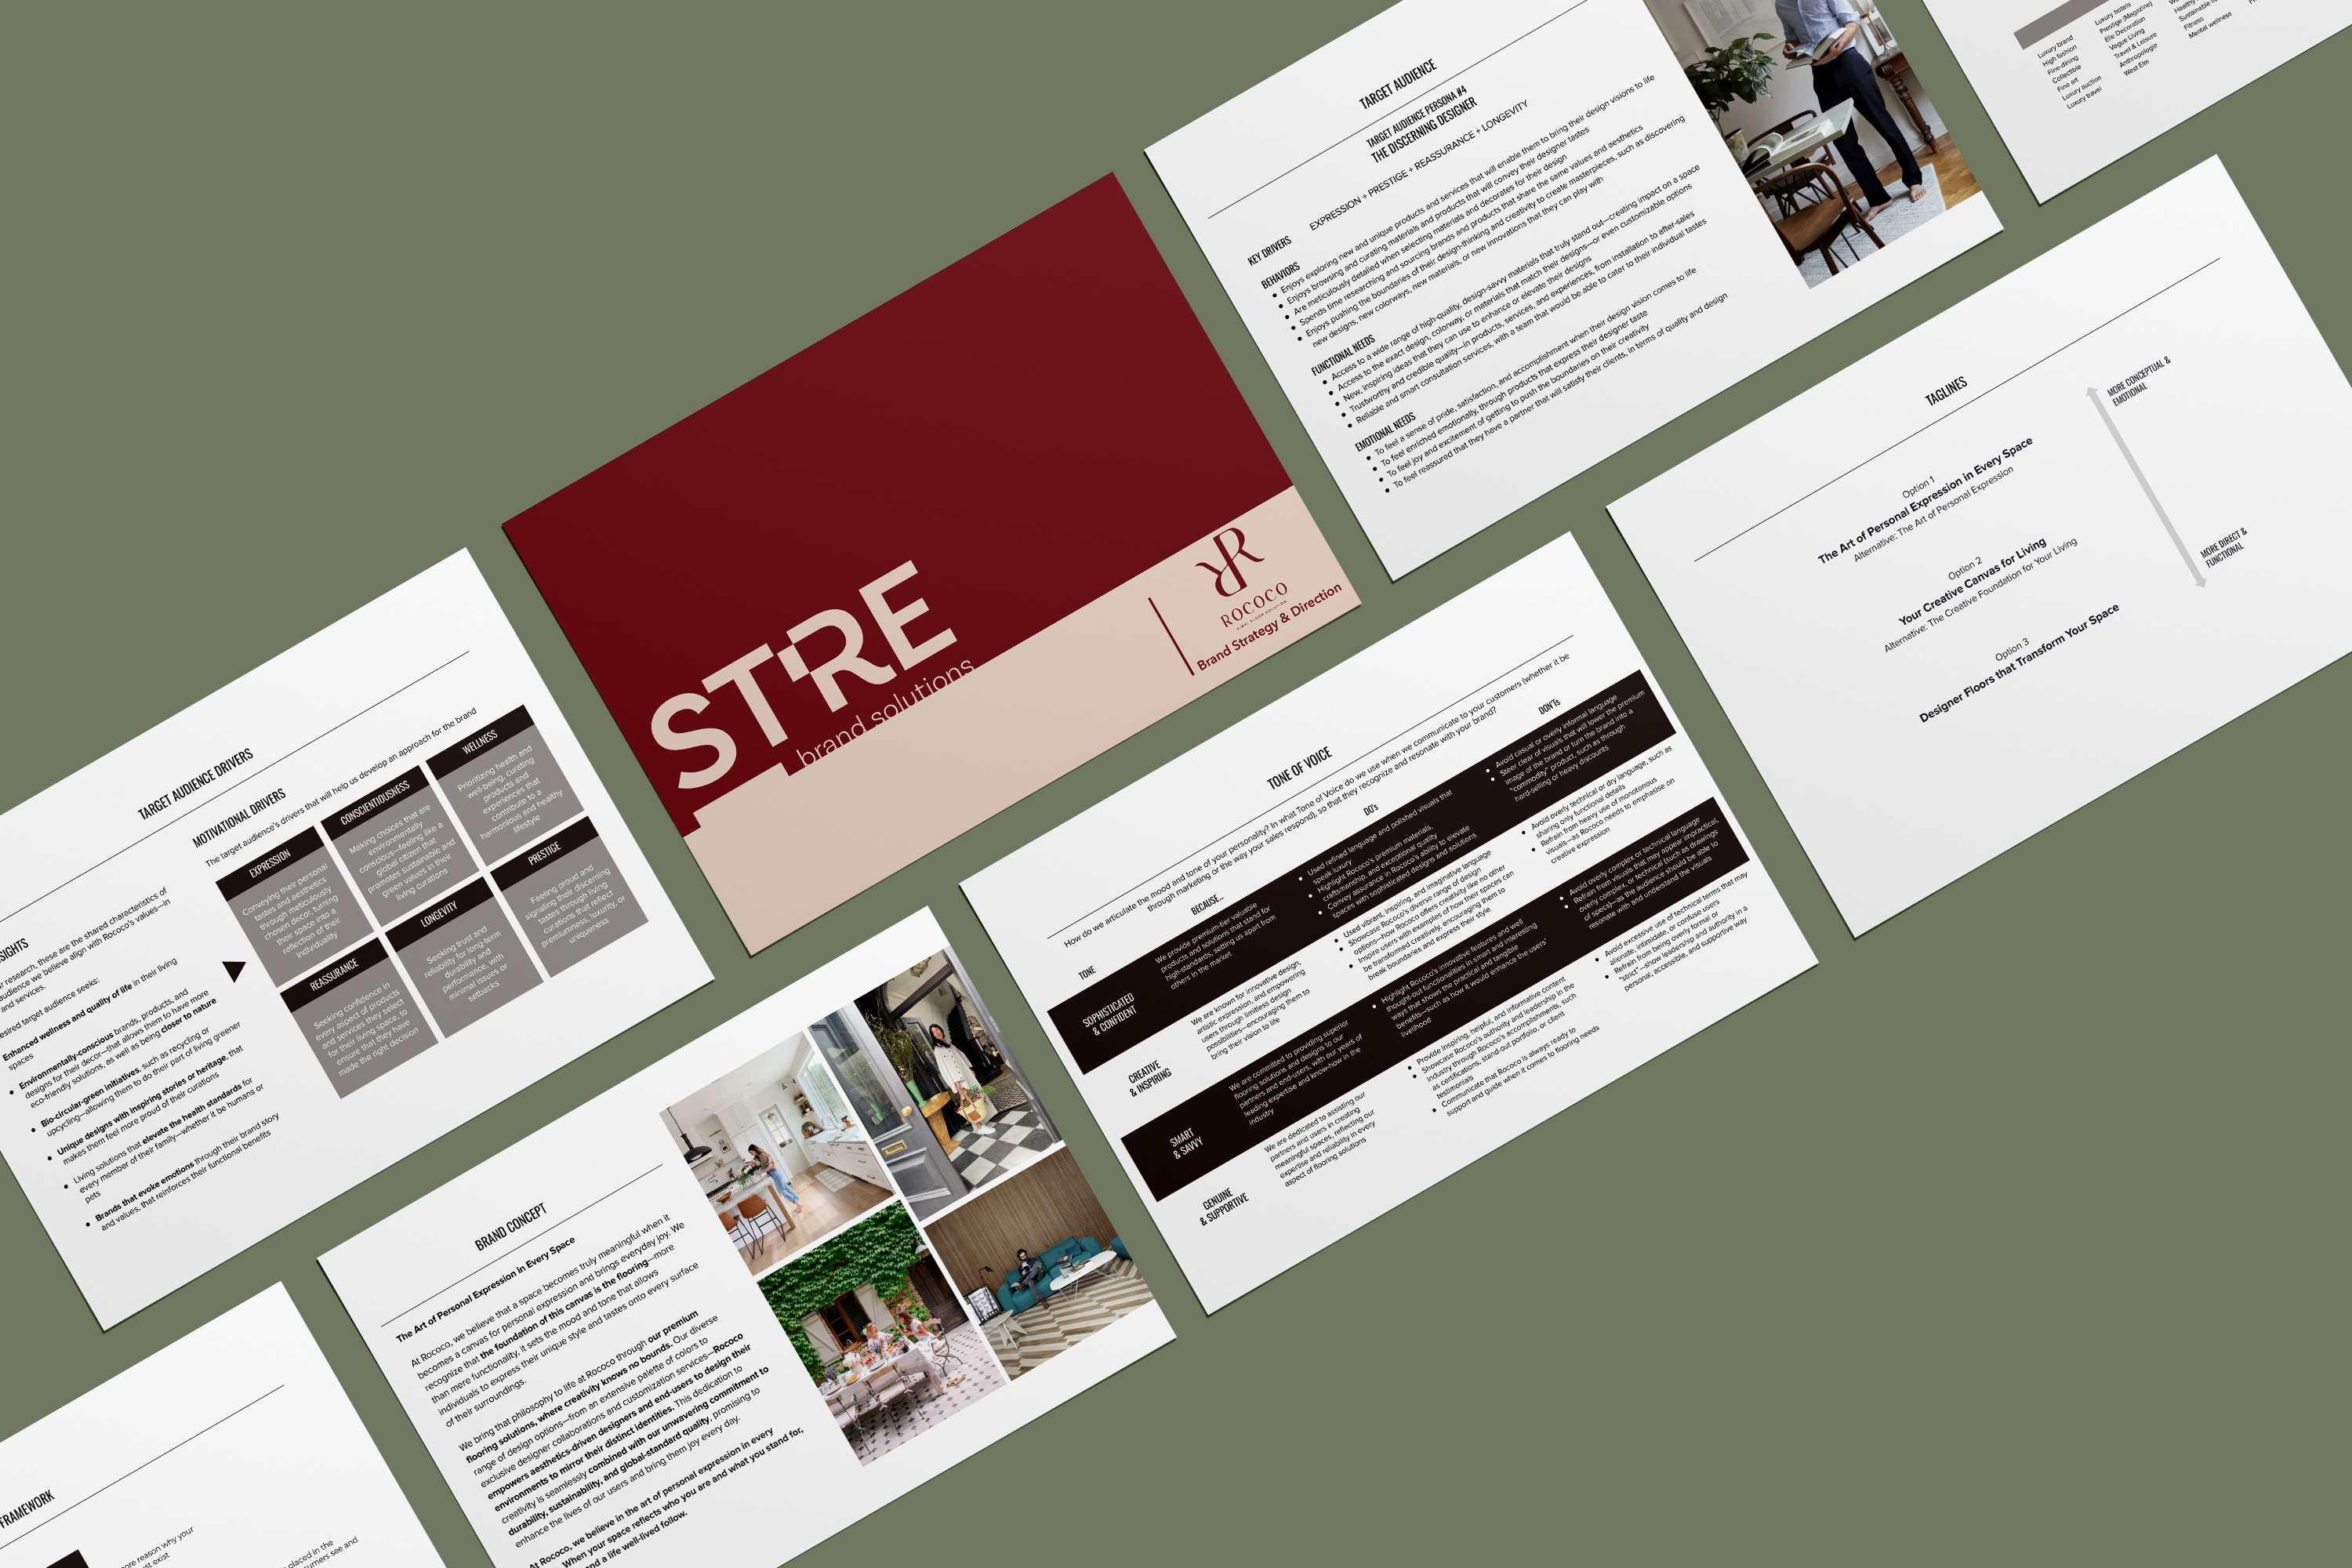 TARGET AUDIENCE DRIVERS
MOTIVATIONAL DRIVERS
The target audience's drivers that will help us develop an approach for the brand
EXPRESSION
Conveying their personal
tastes and aesthetics
through meticulously
chosen decor, turning
their space into a
reflection of their
individuality
CONSCIENTIOUSNESS
Making choices that are
environmentally
conscious—feeling like a
global citizen that
promotes sustainable and
green values in their
living curations
WELLNESS
Prioritizing health and
well-being, curating
products and
experiences that
contribute to a
harmonious and healthy
lifestyle
REASSURANCE
Seeking confidence in
every aspect of products
and services they select
for their living space, to
ensure that they have
made the right decision
LONGEVITY
Seeking trust and
reliability for long-term
durability and
performance, with
minimal issues or
setbacks
PRESTIGE
Feeling proud and
signaling their discerning
tastes through living
curations that reflect
premiumness, luxury, or
uniqueness
research, these are the shared characteristics of
audience we believe align with Rococo's values—in
and services.
target audience seeks:
Enhanced wellness and quality of life in their living
spaces
Environmentally-conscious brands, products, and
designs for their decor—that allows them to have more
eco-friendly solutions, as well as being closer to nature
Bio-circular-green initiatives, such as recycling or
upcycling—allowing them to do their part of living greener
Unique designs with inspiring stories or heritage, that
makes them feel more proud of their curations
Living solutions that elevate the health standards for
every member of their family—whether it be humans or
pets
Brands that evoke emotions through their brand story
and values, that reinforces their functional benefits
STRE
brand solutions
ROCOCO
VINYL FLOOR SOLUTION
Brand Strategy & Direction
TARGET AUDIENCE
TARGET AUDIENCE PERSONA #4
THE DISCERNING DESIGNER
KEY DRIVERS
EXPRESSION + PRESTIGE + REASSURANCE + LONGEVITY
BEHAVIORS
Enjoys exploring new and unique products and services that will enable them to bring their design visions to life
Enjoys browsing and curating materials and products that will convey their designer tastes
Are meticulously detailed when selecting materials and decorates for their design
Spends time researching and sourcing brands and products that share the same values and aesthetics
Enjoys pushing the boundaries of their design-thinking and creativity to create masterpieces, such as discovering
new designs, new colorways, new materials, or new innovations that they can play with
FUNCTIONAL NEEDS
Access to a wide range of high-quality, design-savvy materials that truly stand out—creating impact on a space
Access to the exact design, colorway, or materials that match their designs—or even customizable options
New, inspiring ideas that they can use to enhance or elevate their designs
Trustworthy and credible quality—in products, services, and experiences, from installation to after-sales
Reliable and smart consultation services, with a team that would be able to cater to their individual tastes
EMOTIONAL NEEDS
To feel a sense of pride, satisfaction, and accomplishment when their design vision comes to life
To feel enriched emotionally, through products that express their designer taste
To feel joy and excitement of getting to push the boundaries on their creativity
To feel reassured that they have a partner that will satisfy their clients, in terms of quality and design
Luxury brand
High fashion
Fine-dining
Collectible
Fine art
Luxury auction
Luxury travel
Luxury hotels
Prestige (Magazine)
Elle Decoration
Vogue Living
Travel & Leisure
Anthropologie
West Elm
Fitness
Mental wellness
TAGLINES
Option 1
The Art of Personal Expression in Every Space
Alternative: The Art of Personal Expression
Option 2
Your Creative Canvas for Living
Alternative: The Creative Foundation for Your Living
Option 3
Designer Floors that Transform Your Space
MORE CONCEPTUAL &
EMOTIONAL
MORE DIRECT &
FUNCTIONAL
TONE OF VOICE
How do we articulate the mood and tone of your personality? In what Tone of Voice do we use when we communicate to your customers (whether it be
through marketing or the way your sales respond), so that they recognize and resonate with your brand?
TONE
BECAUSE...
DO's
DON'Ts
SOPHISTICATED
& CONFIDENT
We provide premiumier valuable
products and solutions that stand for
high-standards, setting us apart from
others in the market
Used refined language and polished visuals that
speak luxury
Highlight Rococo's premium materials,
craftmanship, and exceptional quality
Convey assurance in Rococo's ability to elevate
spaces with sophisticated designs and solutions
Avoid casual or overly informal language
Steer clear of visuals that will lower the premium
image of the brand or turn the brand into a
"commodity" product, such as through
hard-selling or heavy discounts
CREATIVE
& INSPIRING
We are known for innovative design,
artistic expression, and empowering
users through limitless design
possibilities—encouraging them to
bring their vision to life
Used vibrant, inspiring, and imaginative language
Showcase Rococo's diverse range of design
options—how Rococo offers creativity like no other
Inspire users with examples of how their spaces can
be transformed creatively, encouraging them to
break boundaries and express their style
Avoid overly technical or dry language, such as
sharing only functional details
Refrain from heavy use of monotonous
visuals—as Rococo needs to emphasise on
creative expression
SMART
& SAVVY
We are committed to providing superior
flooring solutions and designs to our
partners and end-users, with our years of
leading expertise and know-how in the
industry
Highlight Rococo's innovative features and well
thought-out functionalities in smart and interesting
ways that shows the practical and tangible
benefits—such as how it would enhance the users'
livelihood
Avoid overly complex or technical language
Refrain from visuals that may appear impractical,
overly complex, or technical (such as drawings
of specs)—as the audience should be able to
resonate with and understand the visuals
GENUINE
& SUPPORTIVE
We are dedicated to assisting our
partners and users in creating
meaningful spaces, reflecting our
expertise and reliability in every
aspect of flooring solutions
Provide inspiring, helpful, and informative content
Showcase Rococo's authority and leadership in the
industry through Rococo's accomplishments, such
as certifications, stand-out portfolio, or client
testimonials
Communicate that Rococo is always ready to
support and guide when it comes to flooring needs
Avoid excessive use of technical terms that may
alienate, intimidate, or confuse users
Refrain from being overly formal or
"strict"—show leadership and authority in a
personal, accessible, and supportive way
BRAND CONCEPT
The Art of Personal Expression in Every Space
At Rococo, we believe that a space becomes truly meaningful when it
becomes a canvas for personal expression and brings everyday joy. We
recognize that the foundation of this canvas is the flooring—more
than mere functionality, it sets the mood and tone that allows
individuals to express their unique style and tastes onto every surface
of their surroundings.
We bring that philosophy to life at Rococo through our premium
flooring solutions, where creativity knows no bounds. Our diverse
range of design options—from an extensive palette of colors to
exclusive designer collaborations and customization services—Rococo
empowers aesthetics-driven designers and end-users to design their
environments to mirror their distinct identities. This dedication to
creativity is seamlessly combined with our unwavering commitment to
durability, sustainability, and global-standard quality, promising to
enhance the lives of our users and bring them joy every day.
At Rococo, we believe in the art of personal expression in every
When your space reflects who you are and what you stand for,
and a life well-lived follow.
FRAMEWORK
reason why your
exist
placed in the
see and